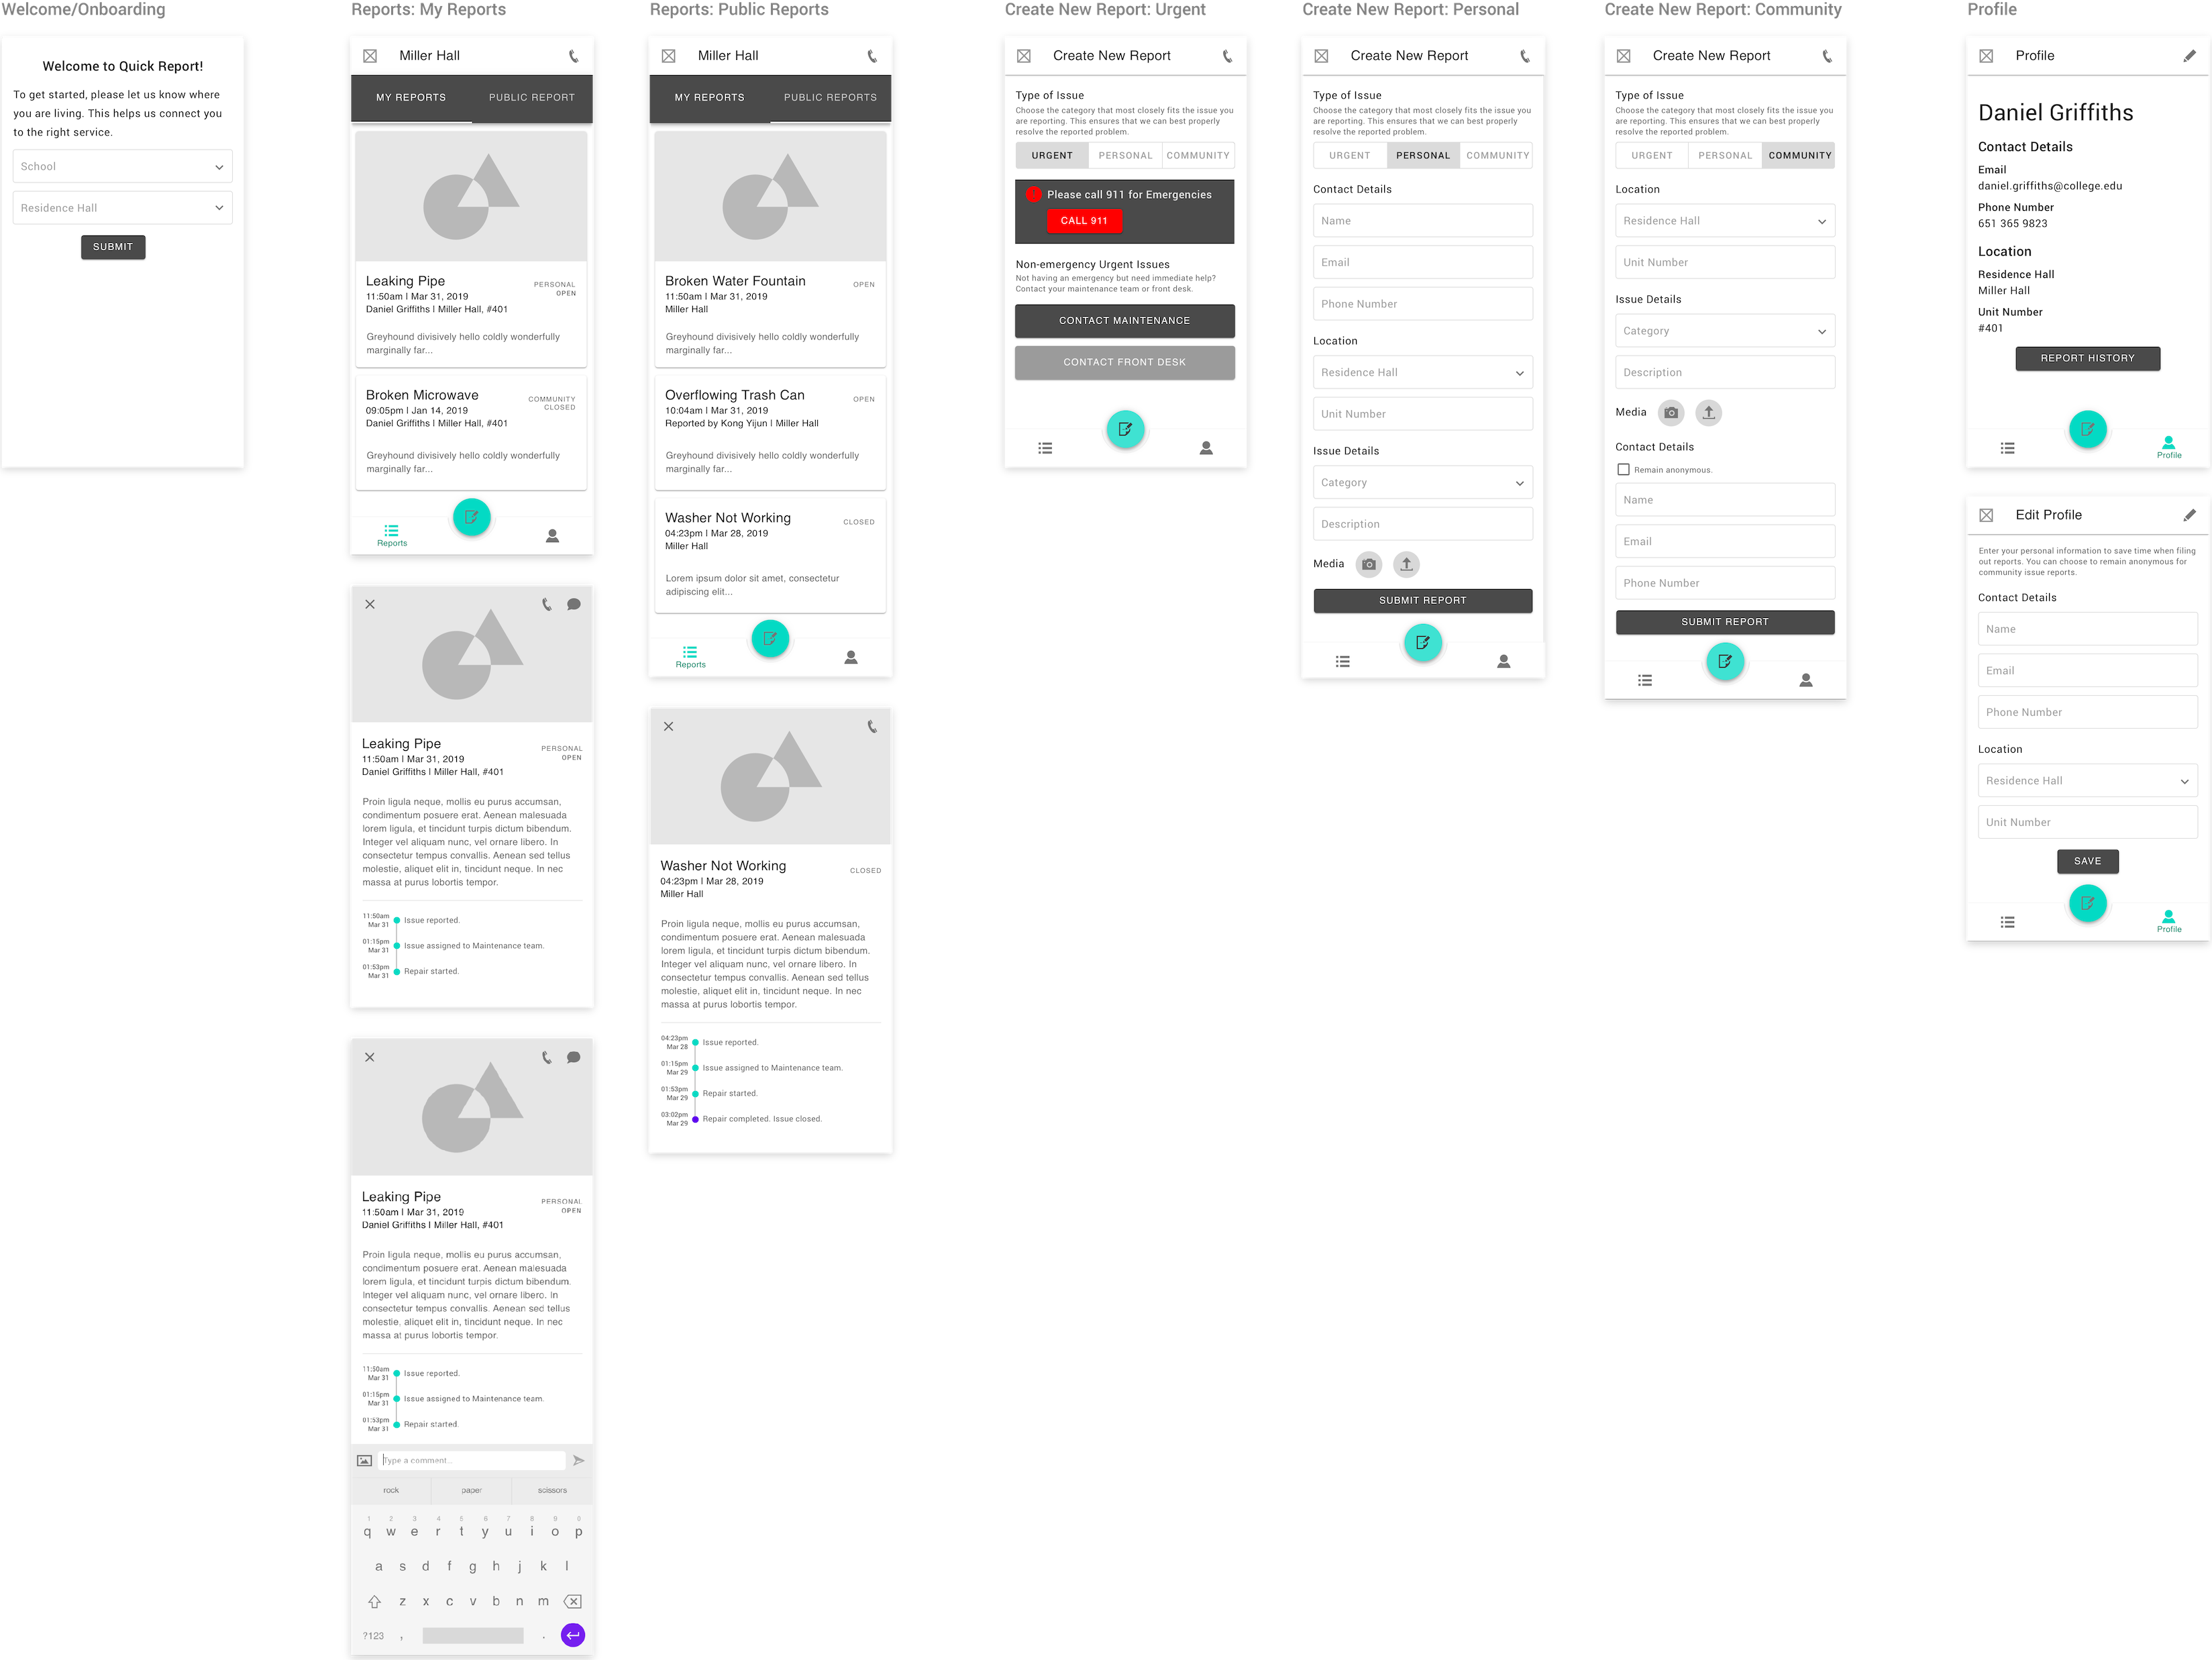 Welcome/Onboarding
Welcome to Quick Report!
To get started, please let us know where
you are living. This helps us connect you
to the right service.
School
Residence Hall
SUBMIT
Reports: My Reports
Miller Hall
MY REPORTS
PUBLIC REPORT
Leaking Pipe
PERSONAL
OPEN
11:50am | Mar 31, 2019
Daniel Griffiths | Miller Hall, #401
Greyhound divisively hello coldly wonderfully
marginally far...
Broken Microwave
COMMUNITY
CLOSED
09:05pm | Jan 14, 2019
Daniel Griffiths | Miller Hall, #401
Greyhound divisively hello coldly wonderfully
marginally far...
Reports
Leaking Pipe
PERSONAL
OPEN
11:50am | Mar 31, 2019
Daniel Griffiths | Miller Hall, #401
Proin ligula neque, mollis eu purus accumsan,
condimentum posuere erat. Aenean malesuada
lorem ligula, et tincidunt turpis dictum bibendum.
Integer vel aliquam nunc, vel ornare libero. In
consectetur tempus convallis. Aenean sed tellus
molestie, aliquet elit in, tincidunt neque. In nec
massa at purus lobortis tempor.
11:50am
Mar 31
Issue reported.
01:15pm
Mar 31
Issue assigned to Maintenance team.
01:53pm
Mar 31
Repair started.
Leaking Pipe
PERSONAL
OPEN
11:50am | Mar 31, 2019
Daniel Griffiths | Miller Hall, #401
Proin ligula neque, mollis eu purus accumsan,
condimentum posuere erat. Aenean malesuada
lorem ligula, et tincidunt turpis dictum bibendum.
Integer vel aliquam nunc, vel ornare libero. In
consectetur tempus convallis. Aenean sed tellus
molestie, aliquet elit in, tincidunt neque. In nec
massa at purus lobortis tempor.
11:50am
Mar 31
Issue reported.
01:15pm
Mar 31
Issue assigned to Maintenance team.
01:53pm
Mar 31
Repair started.
Type a comment...
rock paper scissors
1 2 3 4 5 6 7 8 9 0
q w e r t y u i o p
a s d f g h j k l
z x c v b n m
?123 , .
Reports: Public Reports
Miller Hall
MY REPORTS
PUBLIC REPORTS
Broken Water Fountain
OPEN
11:50am | Mar 31, 2019
Miller Hall
Greyhound divisively hello coldly wonderfully
marginally far...
Overflowing Trash Can
OPEN
10:04am | Mar 31, 2019
Reported by Kong Yijun | Miller Hall
Greyhound divisively hello coldly wonderfully
marginally far...
Washer Not Working
CLOSED
04:23pm | Mar 28, 2019
Miller Hall
Lorem ipsum dolor sit amet, consectetur
adipiscing elit...
Reports
Washer Not Working
CLOSED
04:23pm | Mar 28, 2019
Miller Hall
Proin ligula neque, mollis eu purus accumsan,
condimentum posuere erat. Aenean malesuada
lorem ligula, et tincidunt turpis dictum bibendum.
Integer vel aliquam nunc, vel ornare libero. In
consectetur tempus convallis. Aenean sed tellus
molestie, aliquet elit in, tincidunt neque. In nec
massa at purus lobortis tempor.
04:23pm
Mar 28
Issue reported.
01:15pm
Mar 29
Issue assigned to Maintenance team.
01:53pm
Mar 29
Repair started.
03:02pm
Mar 29
Repair completed. Issue closed.
Create New Report: Urgent
Create New Report
Type of Issue
Choose the category that most closely fits the issue you
are reporting. This ensures that we can best properly
resolve the reported problem.
URGENT PERSONAL COMMUNITY
Please call 911 for Emergencies
CALL 911
Non-emergency Urgent Issues
Not having an emergency but need immediate help?
Contact your maintenance team or front desk.
CONTACT MAINTENANCE
CONTACT FRONT DESK
Create New Report: Personal
Create New Report
Type of Issue
Choose the category that most closely fits the issue you
are reporting. This ensures that we can best properly
resolve the reported problem.
URGENT PERSONAL COMMUNITY
Contact Details
Name
Email
Phone Number
Location
Residence Hall
Unit Number
Issue Details
Category
Description
Media
SUBMIT REPORT
Create New Report: Community
Create New Report
Type of Issue
Choose the category that most closely fits the issue you
are reporting. This ensures that we can best properly
resolve the reported problem.
URGENT PERSONAL COMMUNITY
Location
Residence Hall
Unit Number
Issue Details
Category
Description
Media
Contact Details
Remain anonymous.
Name
Email
Phone Number
SUBMIT REPORT
Profile
Profile
Daniel Griffiths
Contact Details
Email
daniel.griffiths@college.edu
Phone Number
651 365 9823
Location
Residence Hall
Miller Hall
Unit Number
#401
REPORT HISTORY
Profile
Edit Profile
Enter your personal information to save time when filing
out reports. You can choose to remain anonymous for
community issue reports.
Contact Details
Name
Email
Phone Number
Location
Residence Hall
Unit Number
SAVE
Profile